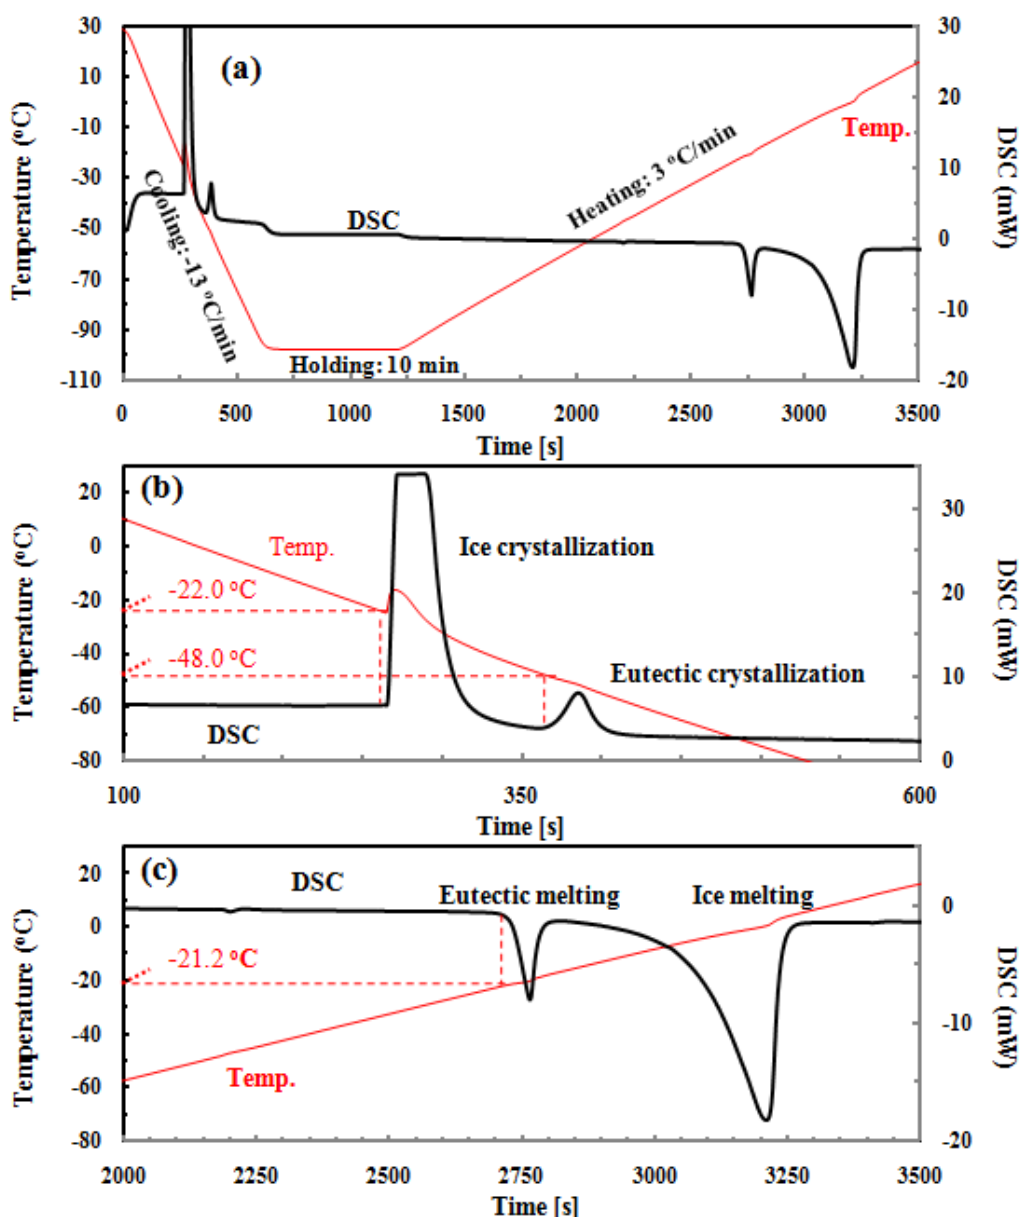 (a)
Temperature (°C)
30
10
-10
-30
-50
-70
-90
-110
30
20
10
0
-10
-20
DSC (mW)
Cooling: -13 °C/min
DSC
Heating: 3 °C/min
Temp.
Holding: 10 min
0 500 1000 1500 2000 2500 3000 3500
Time [s]
(b)
Temperature (°C)
20
0
-20
-40
-60
-80
30
20
10
0
DSC (mW)
Temp.
Ice crystallization
-22.0 °C
-48.0 °C
Eutectic crystallization
DSC
100 350 600
Time [s]
(c)
Temperature (°C)
20
0
-20
-40
-60
-80
0
-10
-20
DSC (mW)
DSC
Eutectic melting
Ice melting
-21.2 °C
Temp.
2000 2250 2500 2750 3000 3250 3500
Time [s]